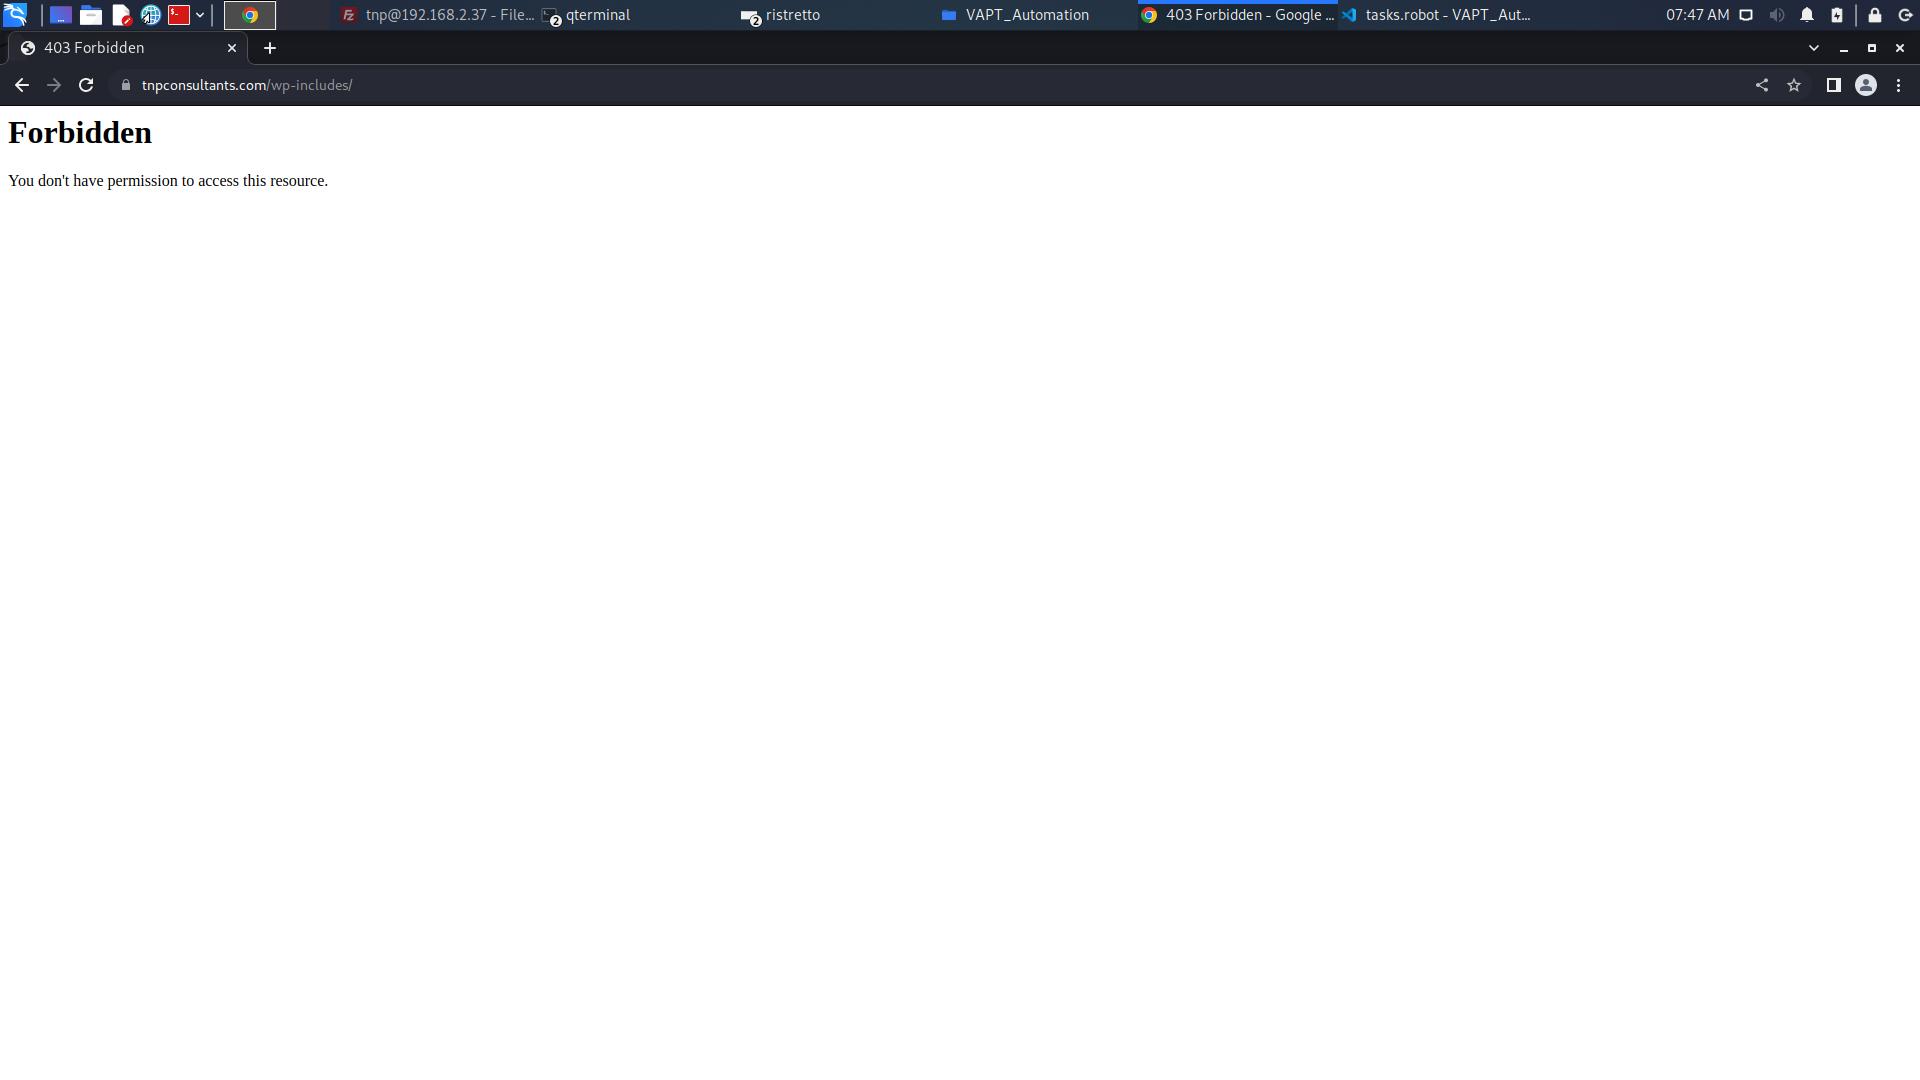 tnp@192.168.2.37 - File...
2 qterminal
2 ristretto
VAPT_Automation
403 Forbidden - Google ...
tasks.robot - VAPT_Aut...
07:47 AM
403 Forbidden
tnpconsultants.com/wp-includes/
Forbidden
You don't have permission to access this resource.